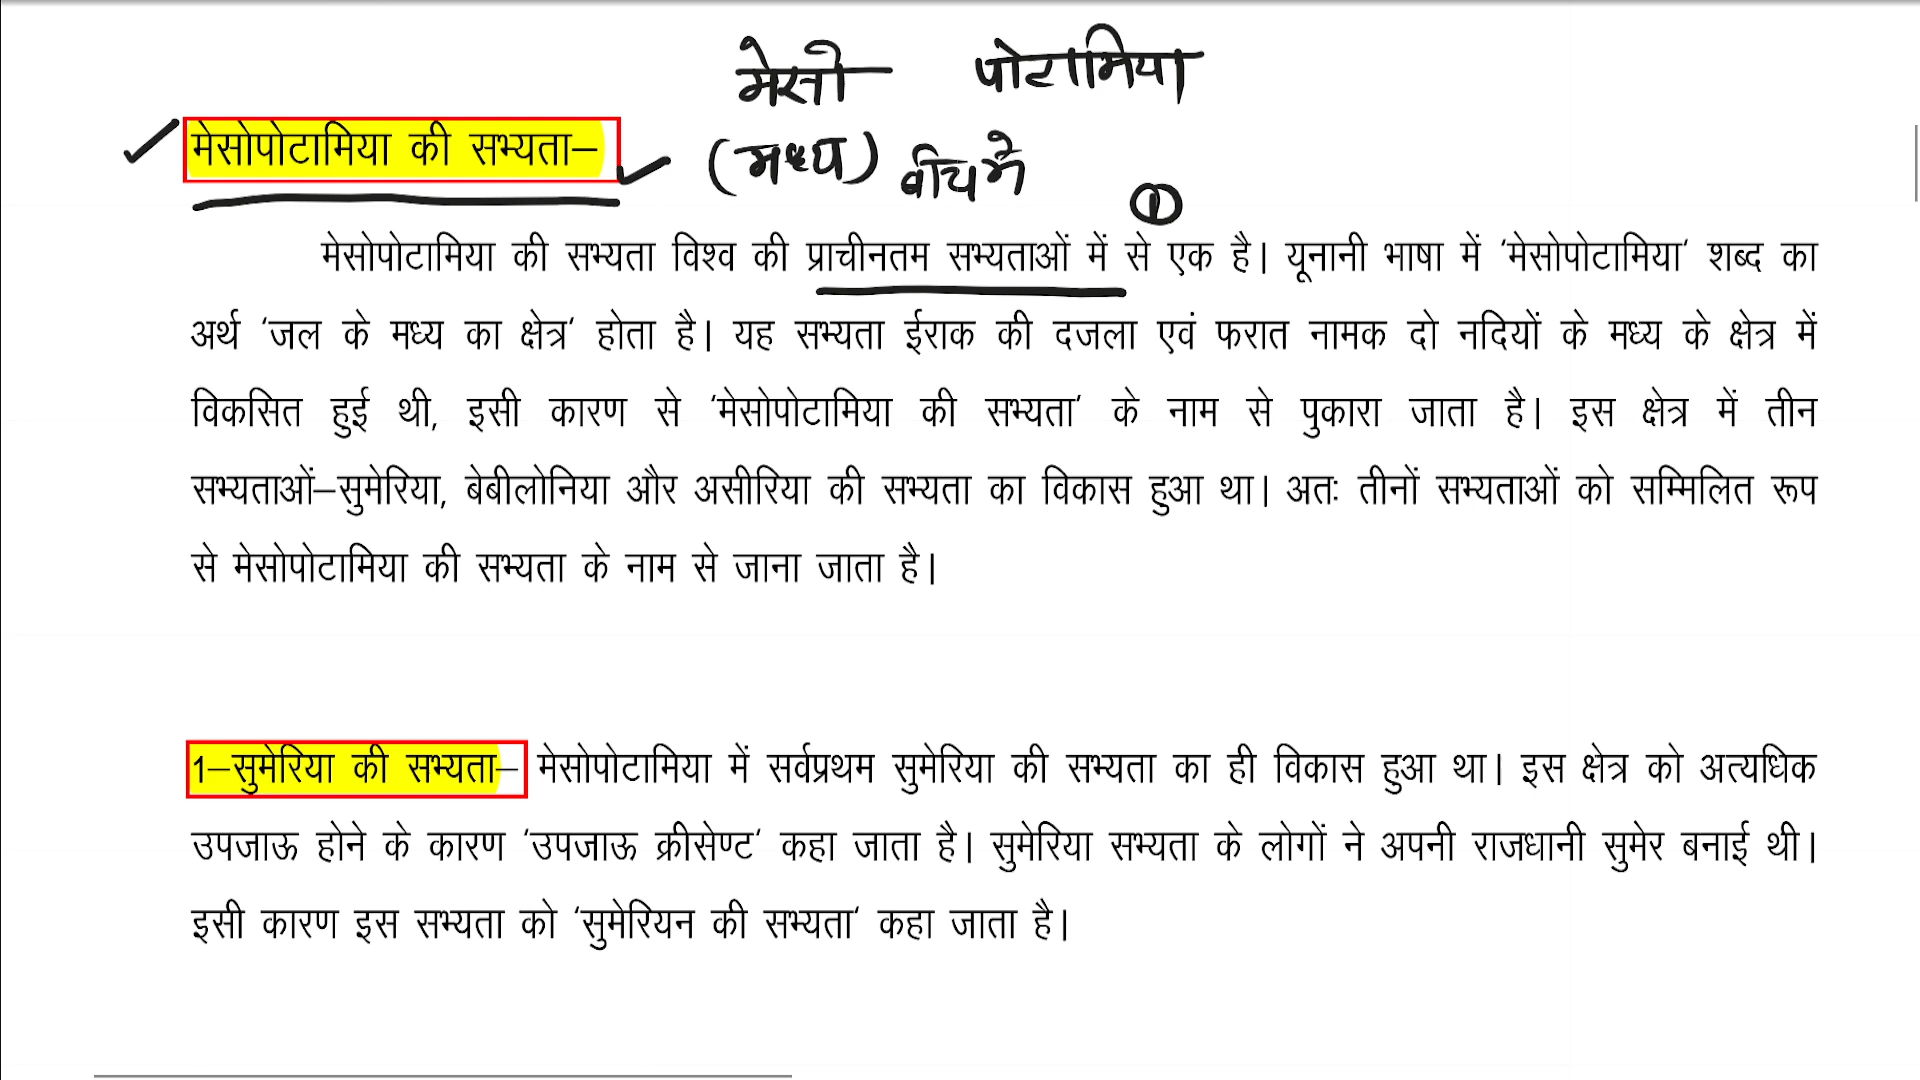 मेसो पोटामिया
मेसोपोटामिया की सभ्यता–
(मध्य) बीच में
①
मेसोपोटामिया की सभ्यता विश्व की प्राचीनतम सभ्यताओं में से एक है। यूनानी भाषा में ‘मेसोपोटामिया‘ शब्द का
अर्थ ‘जल के मध्य का क्षेत्र‘ होता है। यह सभ्यता ईराक की दजला एवं फरात नामक दो नदियों के मध्य के क्षेत्र में
विकसित हुई थी, इसी कारण से ‘मेसोपोटामिया की सभ्यता‘ के नाम से पुकारा जाता है। इस क्षेत्र में तीन
सभ्यताओं–सुमेरिया, बेबीलोनिया और असीरिया की सभ्यता का विकास हुआ था। अतः तीनों सभ्यताओं को सम्मिलित रूप
से मेसोपोटामिया की सभ्यता के नाम से जाना जाता है।
1–सुमेरिया की सभ्यता– मेसोपोटामिया में सर्वप्रथम सुमेरिया की सभ्यता का ही विकास हुआ था। इस क्षेत्र को अत्यधिक
उपजाऊ होने के कारण ‘उपजाऊ क्रीसेण्ट‘ कहा जाता है। सुमेरिया सभ्यता के लोगों ने अपनी राजधानी सुमेर बनाई थी।
इसी कारण इस सभ्यता को ‘सुमेरियन की सभ्यता‘ कहा जाता है।